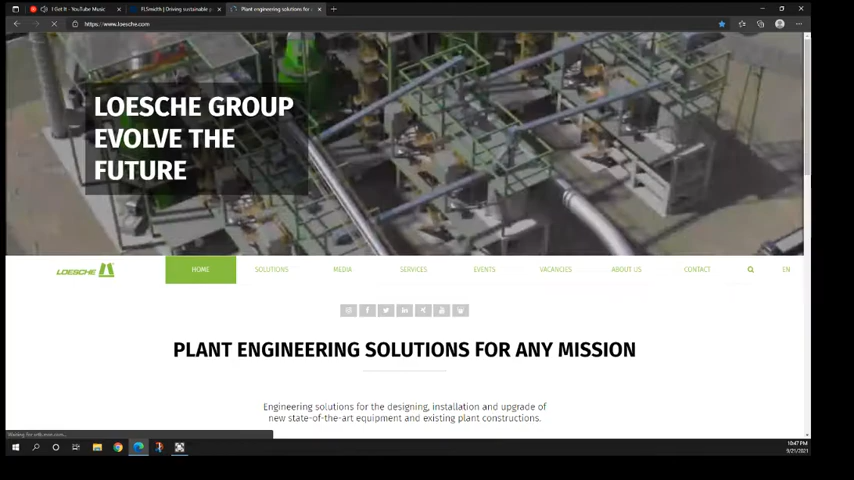 I Got It - YouTube Music
FLSmidth | Driving sustainable p
Plant engineering solutions for a
https://www.loesche.com
LOESCHE GROUP
EVOLVE THE
FUTURE
LOESCHE
HOME
SOLUTIONS
MEDIA
SERVICES
EVENTS
VACANCIES
ABOUT US
CONTACT
EN
PLANT ENGINEERING SOLUTIONS FOR ANY MISSION
Engineering solutions for the designing, installation and upgrade of
new state-of-the-art equipment and existing plant constructions.
10:47 PM
9/21/2021